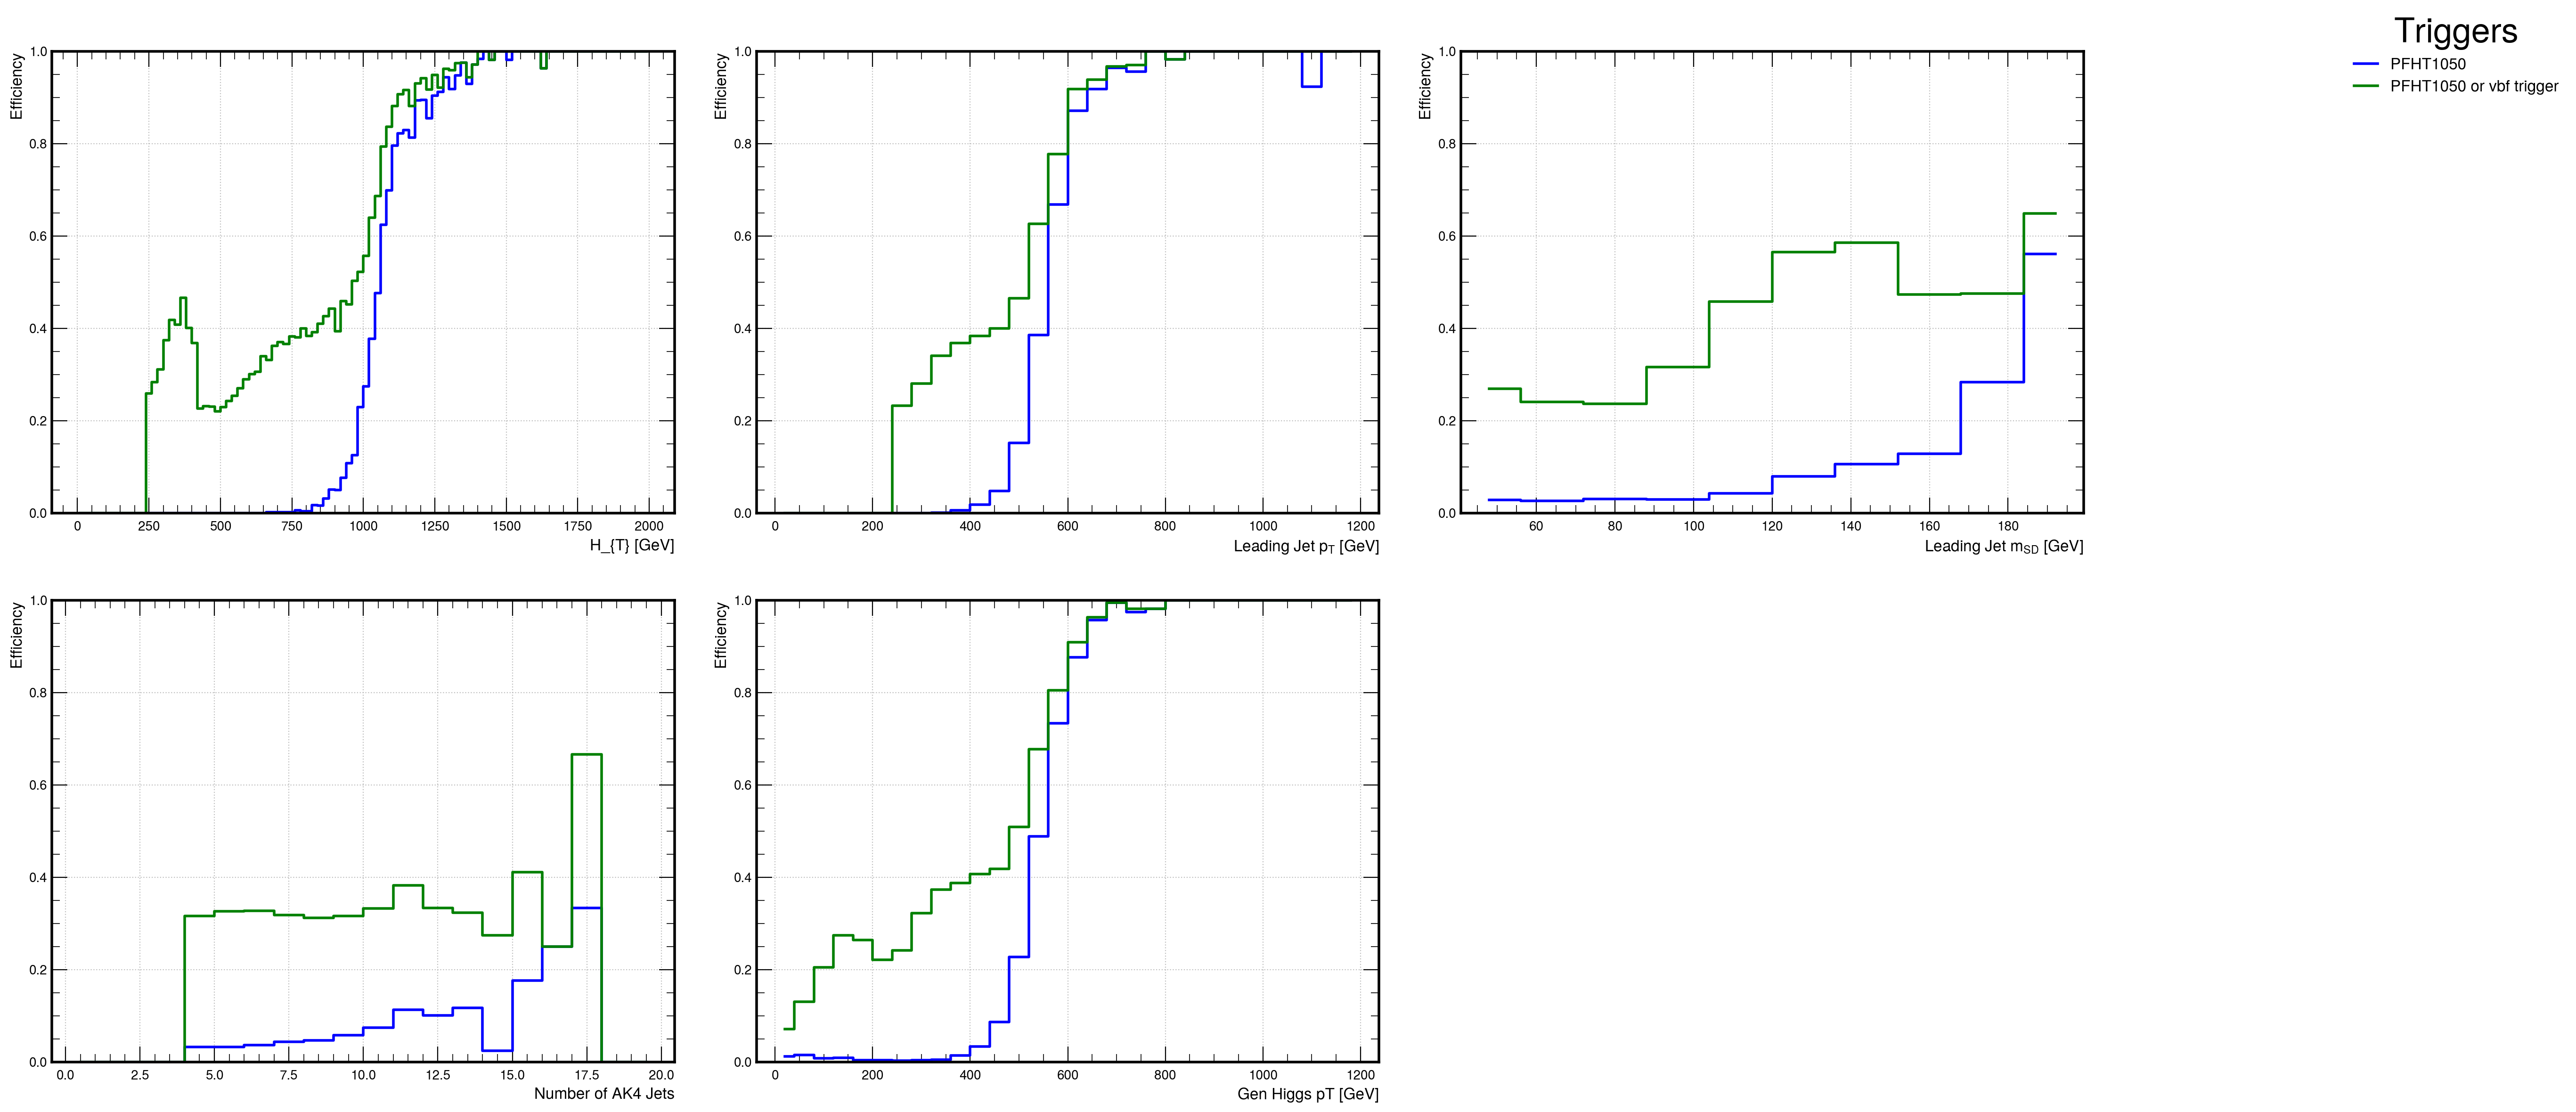 Triggers
PFHT1050
PFHT1050 or vbf trigger
Efficiency
1.0
0.8
0.6
0.4
0.2
0.0
0 250 500 750 1000 1250 1500 1750 2000
H_{T} [GeV]
Efficiency
1.0
0.8
0.6
0.4
0.2
0.0
0 200 400 600 800 1000 1200
Leading Jet pT [GeV]
Efficiency
1.0
0.8
0.6
0.4
0.2
0.0
60 80 100 120 140 160 180
Leading Jet mSD [GeV]
Efficiency
1.0
0.8
0.6
0.4
0.2
0.0
0.0 2.5 5.0 7.5 10.0 12.5 15.0 17.5 20.0
Number of AK4 Jets
Efficiency
1.0
0.8
0.6
0.4
0.2
0.0
0 200 400 600 800 1000 1200
Gen Higgs pT [GeV]